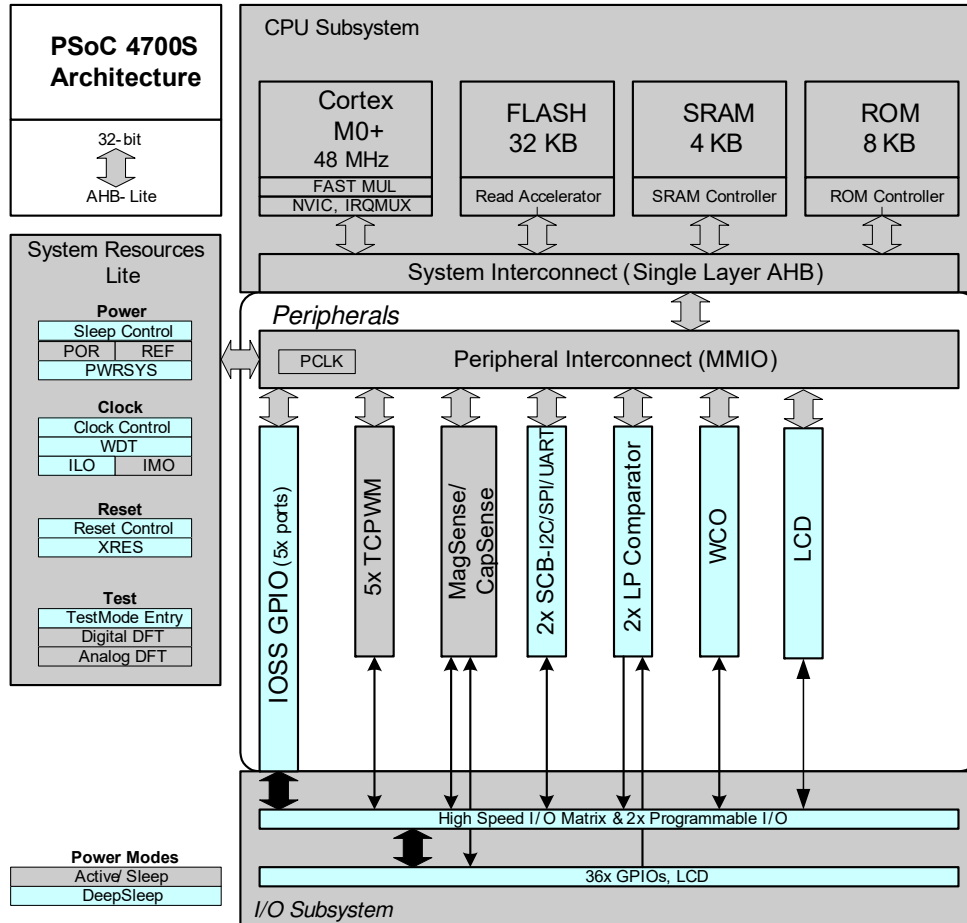 PSoC 4700S
Architecture
32-bit
AHB- Lite
CPU Subsystem
Cortex
M0+
48 MHz
FAST MUL
NVIC, IRQMUX
FLASH
32 KB
Read Accelerator
SRAM
4 KB
SRAM Controller
ROM
8 KB
ROM Controller
System Interconnect (Single Layer AHB)
System Resources
Lite
Power
Sleep Control
POR
REF
PWRSYS
Clock
Clock Control
WDT
ILO
IMO
Reset
Reset Control
XRES
Test
TestMode Entry
Digital DFT
Analog DFT
Peripherals
PCLK
Peripheral Interconnect (MMIO)
IOSS GPIO (5x ports)
5x TCPWM
MagSense/
CapSense
2x SCB-I2C/SPI/UART
2x LP Comparator
WCO
LCD
High Speed I/O Matrix & 2x Programmable I/O
36x GPIOs, LCD
I/O Subsystem
Power Modes
Active/ Sleep
DeepSleep